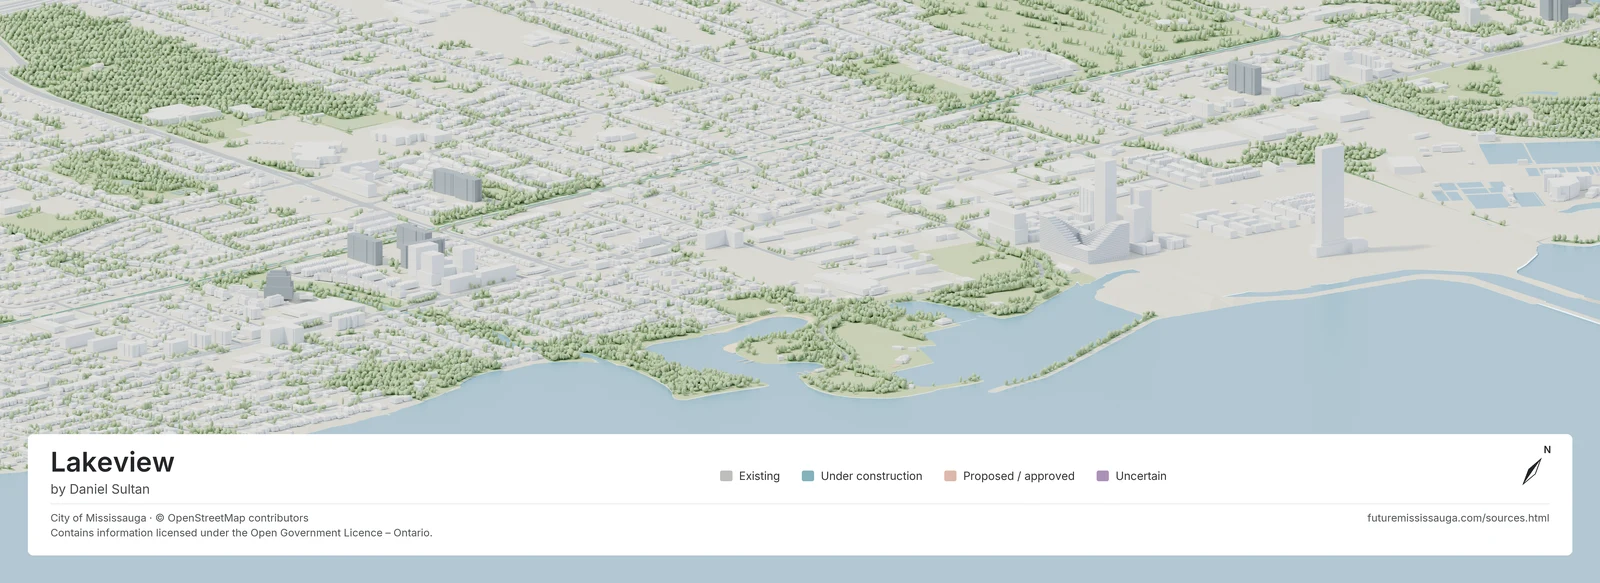 Lakeview
by Daniel Sultan
Existing
Under construction
Proposed / approved
Uncertain
N
City of Mississauga · © OpenStreetMap contributors
Contains information licensed under the Open Government Licence – Ontario.
futuremississauga.com/sources.html